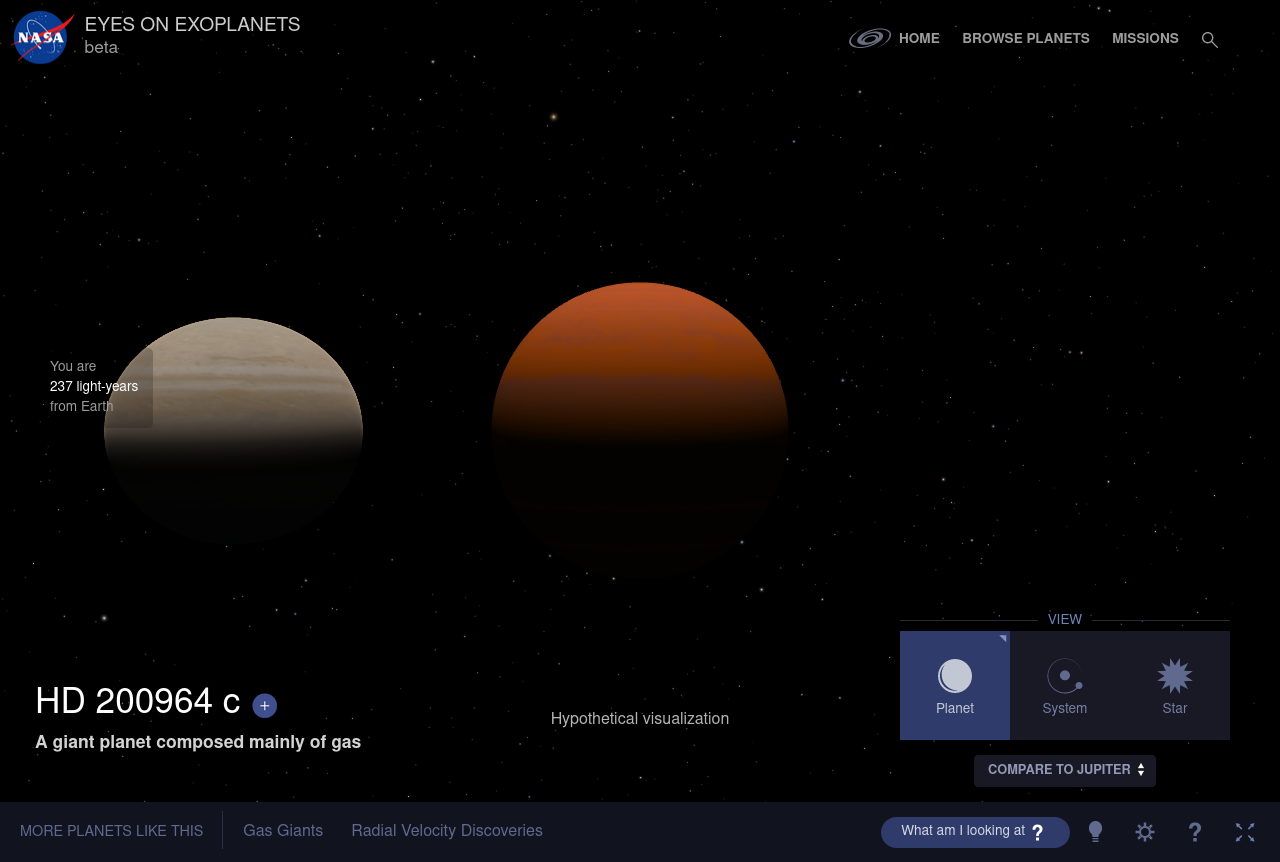 NASA
EYES ON EXOPLANETS
beta
HOME
BROWSE PLANETS
MISSIONS
You are
237 light-years
from Earth
VIEW
Planet
System
Star
HD 200964 c +
A giant planet composed mainly of gas
Hypothetical visualization
COMPARE TO JUPITER
MORE PLANETS LIKE THIS
Gas Giants
Radial Velocity Discoveries
What am I looking at ?
?